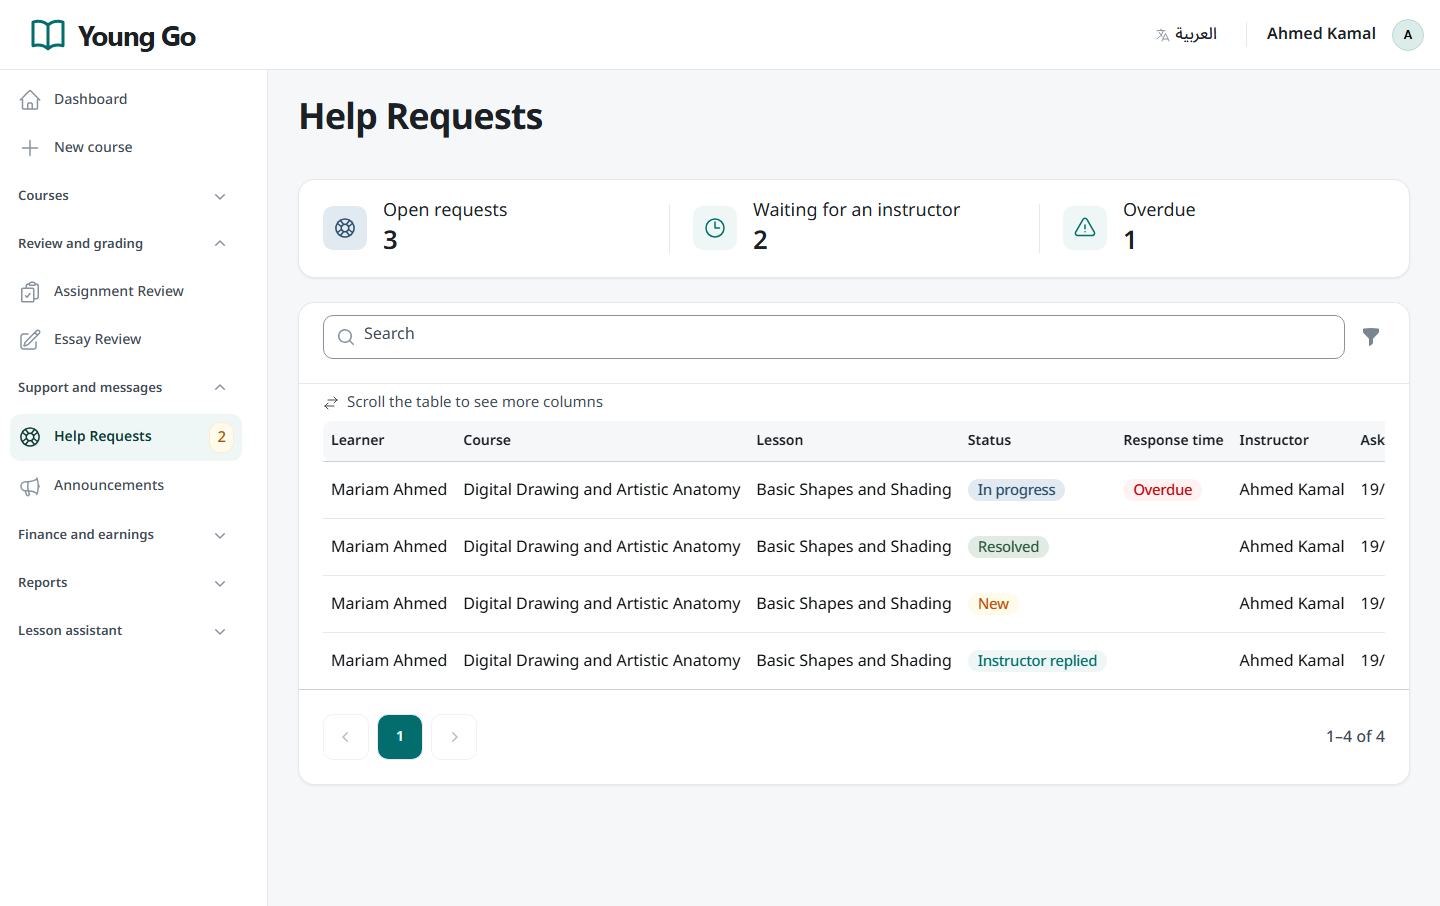 Young Go
العربية
Ahmed Kamal
A
Dashboard
New course
Courses
Review and grading
Assignment Review
Essay Review
Support and messages
Help Requests 2
Announcements
Finance and earnings
Reports
Lesson assistant
Help Requests
Open requests
3
Waiting for an instructor
2
Overdue
1
Search
Scroll the table to see more columns
Learner Course Lesson Status Response time Instructor Ask
Mariam Ahmed Digital Drawing and Artistic Anatomy Basic Shapes and Shading In progress Overdue Ahmed Kamal 19/
Mariam Ahmed Digital Drawing and Artistic Anatomy Basic Shapes and Shading Resolved Ahmed Kamal 19/
Mariam Ahmed Digital Drawing and Artistic Anatomy Basic Shapes and Shading New Ahmed Kamal 19/
Mariam Ahmed Digital Drawing and Artistic Anatomy Basic Shapes and Shading Instructor replied Ahmed Kamal 19/
1
1–4 of 4